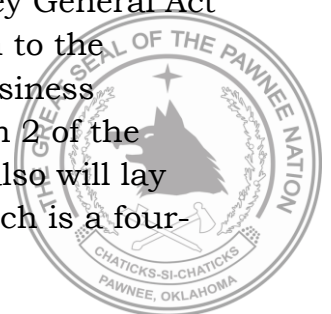 ey General Act
to the
siness
n 2 of the
lso will lay
ch is a four-
THE GREAT SEAL OF THE PAWNEE NATION
CHATICKS-SI-CHATICKS
PAWNEE, OKLAHOMA